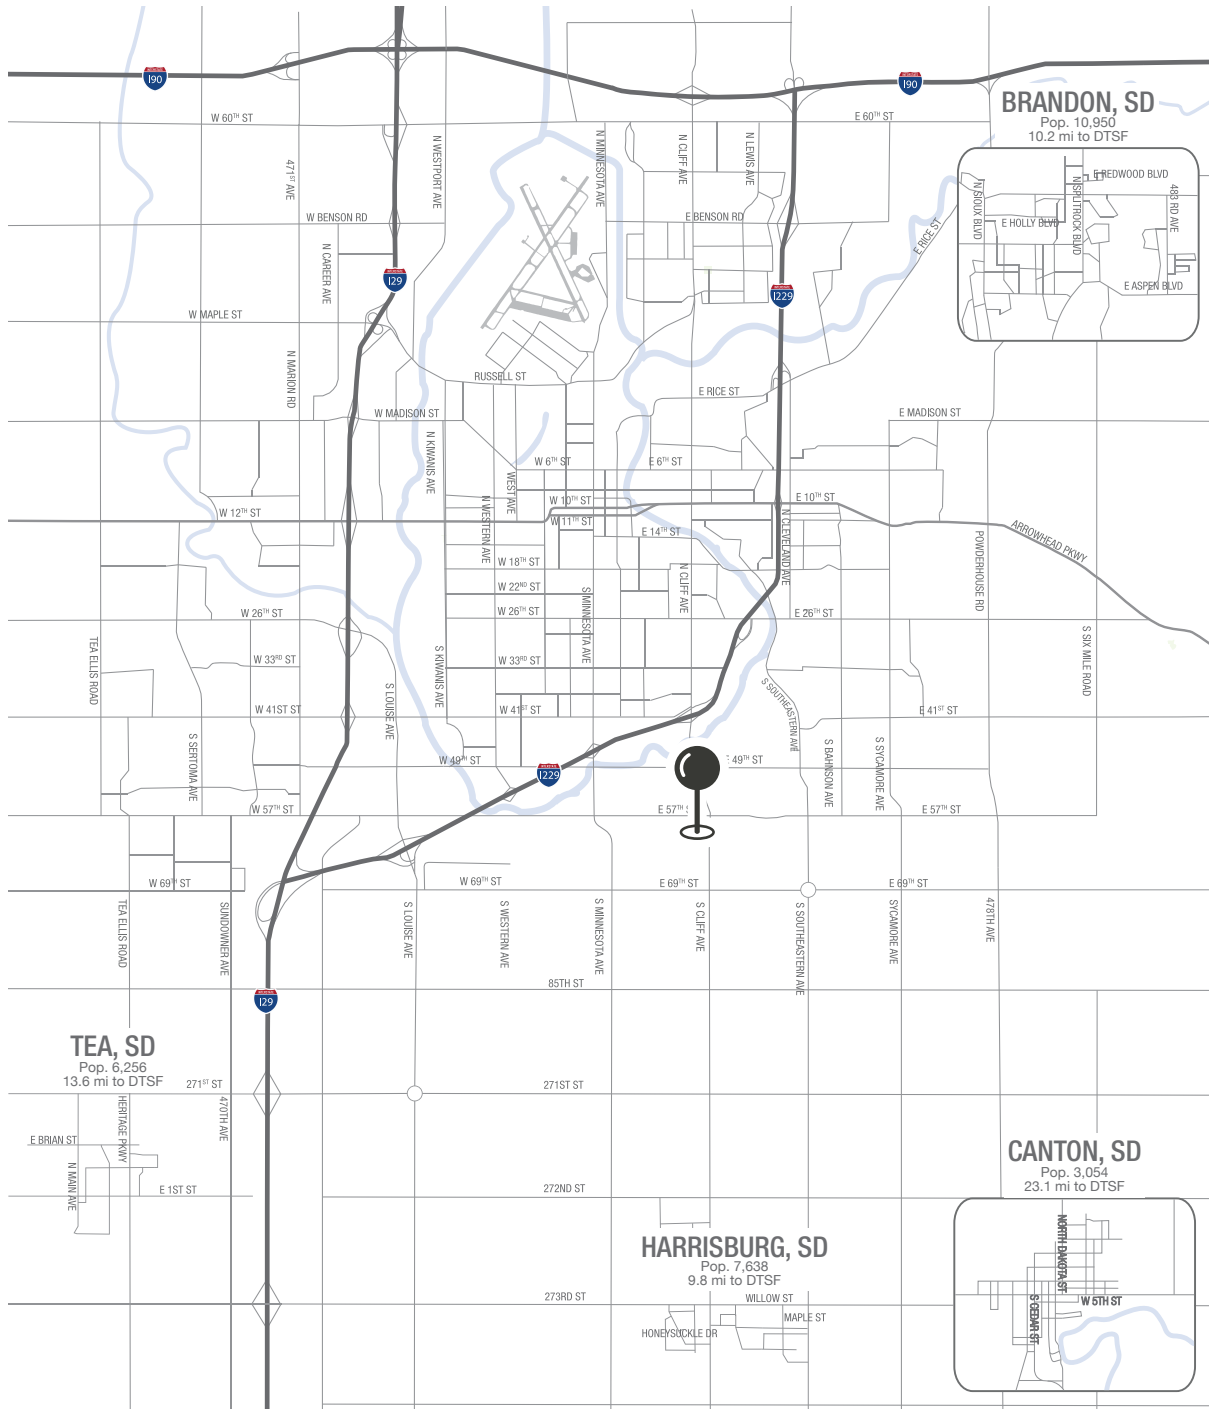 I90
I90
BRANDON, SD
Pop. 10,950
10.2 mi to DTSF
W 60TH ST
E 60TH ST
N WESTPORT AVE
N MINNESOTA AVE
N CLIFF AVE
N LEWIS AVE
471ST AVE
E REDWOOD BLVD
N SIOUX BLVD
N SPLITROCK BLVD
483 RD AVE
E HOLLY BLVD
E ASPEN BLVD
W BENSON RD
E BENSON RD
E RICE ST
N CAREER AVE
I29
I229
W MAPLE ST
N MARION RD
RUSSELL ST
E RICE ST
W MADISON ST
E MADISON ST
N KIWANIS AVE
W 6TH ST
E 6TH ST
WEST AVE
N WESTERN AVE
W 10TH ST
E 10TH ST
W 12TH ST
W 11TH ST
E 14TH ST
N CLEVELAND AVE
ARROWHEAD PKWY
POWDERHOUSE RD
W 18TH ST
N CLIFF AVE
W 22ND ST
S MINNESOTA AVE
W 26TH ST
W 26TH ST
E 26TH ST
TEA ELLIS ROAD
S SIX MILE ROAD
W 33RD ST
S KIWANIS AVE
W 33RD ST
S LOUISE AVE
S SOUTHEASTERN AVE
W 41ST ST
W 41ST ST
E 41ST ST
S SERTOMA AVE
S BAHNSON AVE
S SYCAMORE AVE
W 49TH ST
49TH ST
I229
W 57TH ST
E 57TH S
E 57TH ST
W 69TH ST
W 69TH ST
E 69TH ST
E 69TH ST
TEA ELLIS ROAD
SUNDOWNER AVE
S LOUISE AVE
S WESTERN AVE
S MINNESOTA AVE
S CLIFF AVE
S SOUTHEASTERN AVE
SYCAMORE AVE
478TH AVE
85TH ST
I29
TEA, SD
Pop. 6,256
13.6 mi to DTSF
271ST ST
271ST ST
HERITAGE PKWY
470TH AVE
E BRIAN ST
N MAIN AVE
E 1ST ST
272ND ST
CANTON, SD
Pop. 3,054
23.1 mi to DTSF
NORTH DAKOTA ST
W 5TH ST
S CEDAR ST
HARRISBURG, SD
Pop. 7,638
9.8 mi to DTSF
273RD ST
WILLOW ST
MAPLE ST
HONEYSUCKLE DR